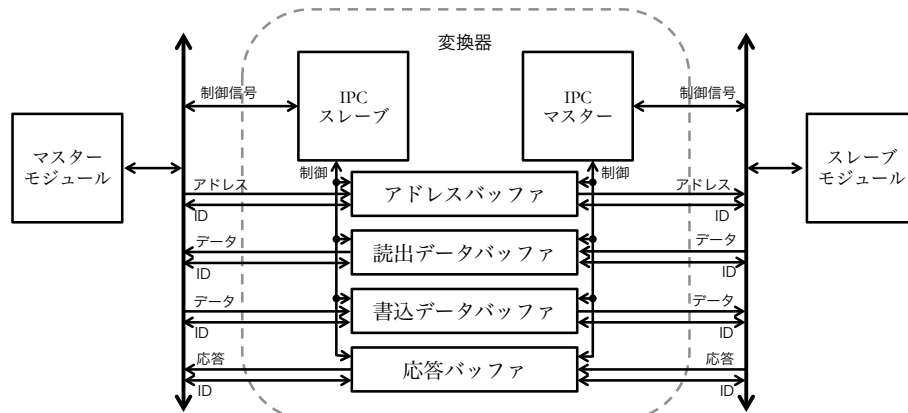 変換器
IPC
スレーブ
IPC
マスター
制御信号
制御信号
マスター
モジュール
スレーブ
モジュール
制御
制御
アドレス
アドレスバッファ
アドレス
ID
ID
データ
読出データバッファ
データ
ID
ID
データ
書込データバッファ
データ
ID
ID
応答
応答バッファ
応答
ID
ID